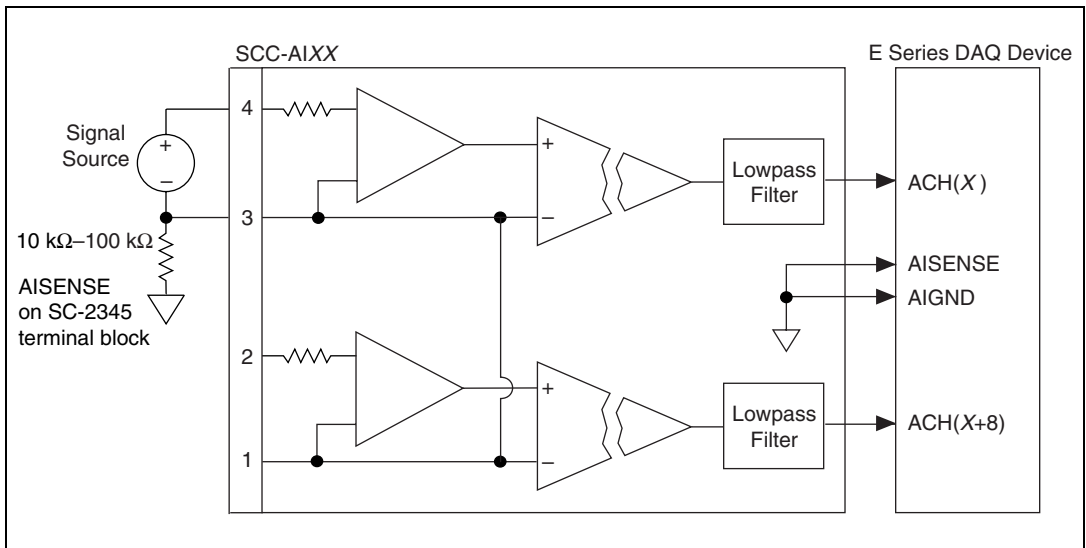 SCC-AIXX
E Series DAQ Device
4
Signal
Source
+
−
+
−
Lowpass
Filter
ACH(X)
3
10 kΩ–100 kΩ
AISENSE
on SC-2345
terminal block
AISENSE
AIGND
2
1
+
−
Lowpass
Filter
ACH(X+8)